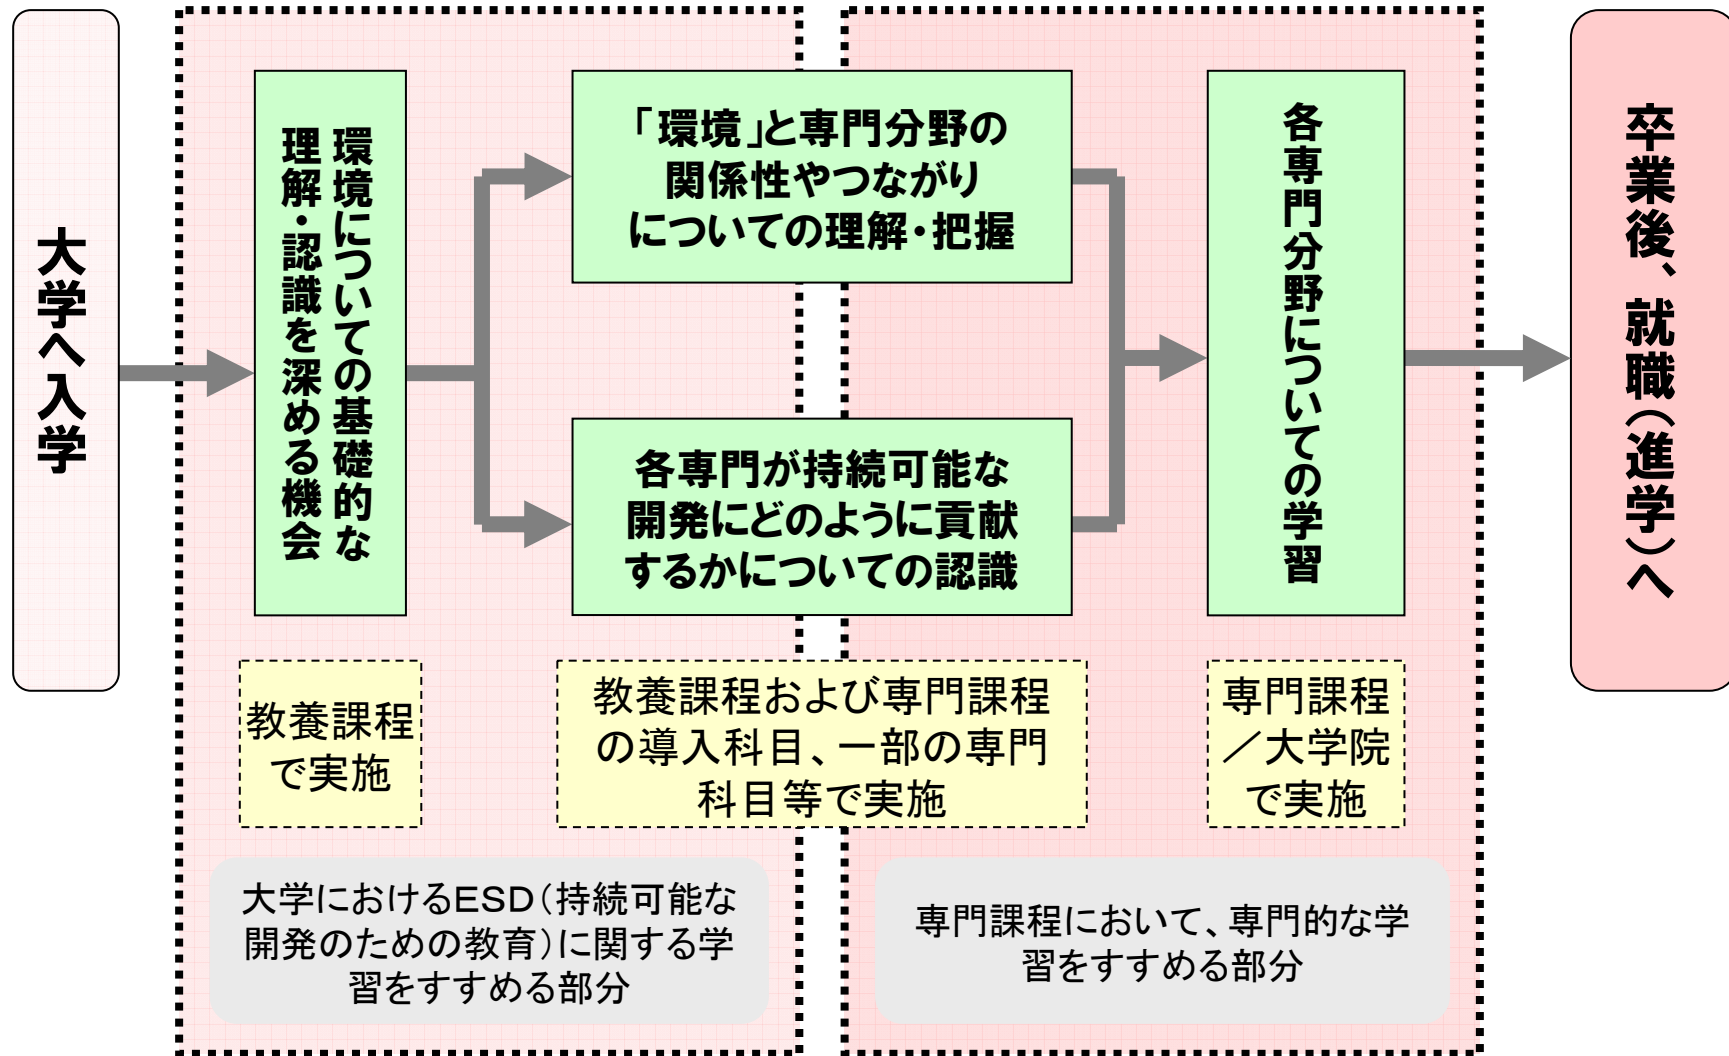 大学へ入学
環境についての基礎的な
理解・認識を深める機会
「環境」と専門分野の
関係性やつながり
についての理解・把握
各専門が持続可能な
開発にどのように貢献
するかについての認識
各専門分野についての学習
卒業後、就職（進学）へ
教養課程
で実施
教養課程および専門課程
の導入科目、一部の専門
科目等で実施
専門課程
／大学院
で実施
大学におけるESD（持続可能な
開発のための教育）に関する学
習をすすめる部分
専門課程において、専門的な学
習をすすめる部分